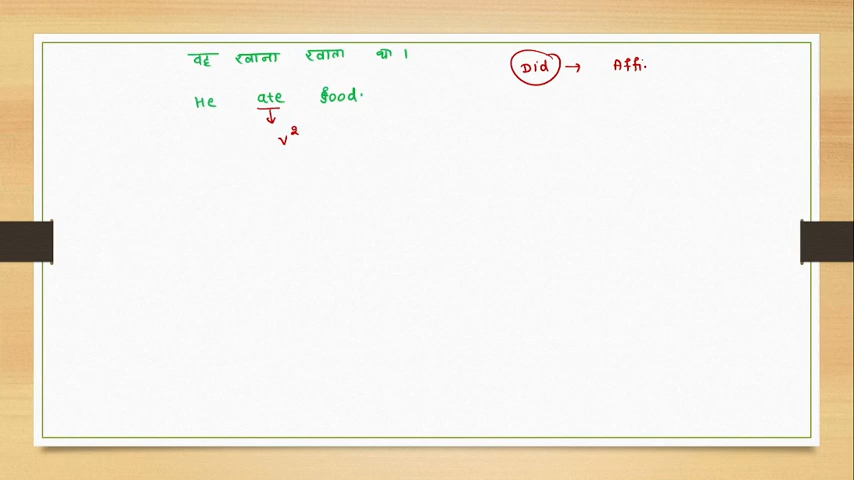 वह खाना खाता था।
He ate food.
↓
V²
Did → Affi.